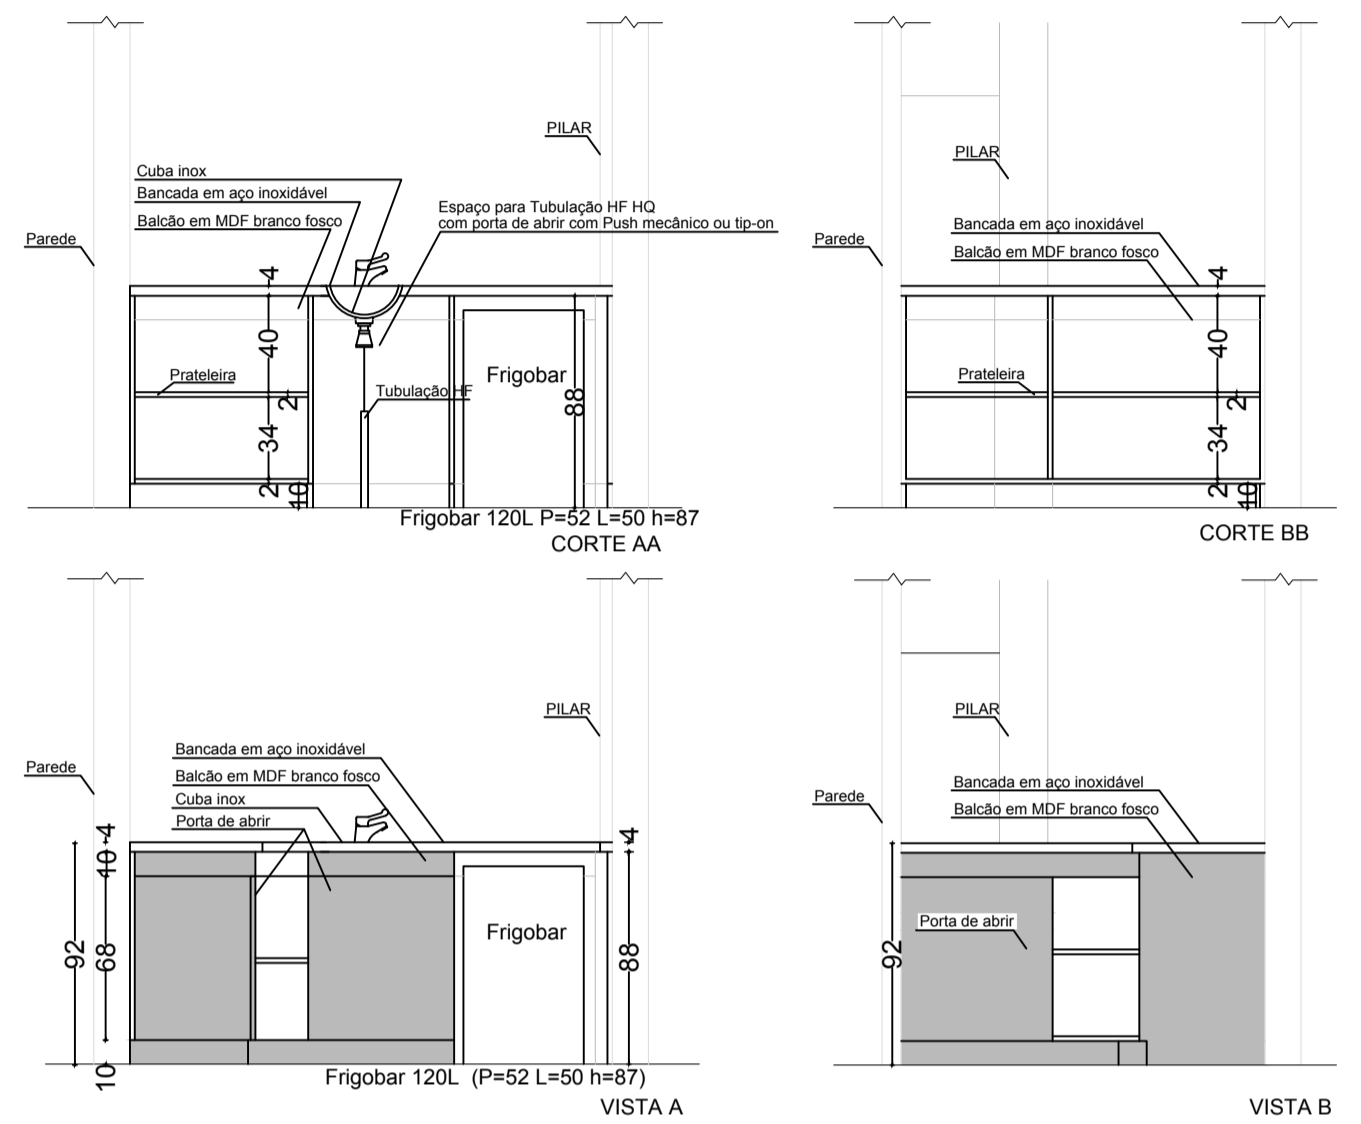 PILAR
Cuba inox
Bancada em aço inoxidável
Balcão em MDF branco fosco
Espaço para Tubulação HF HQ
com porta de abrir com Push mecânico ou tip-on
Parede
4
40
Prateleira
2
34
2
10
Tubulação HF
Frigobar
88
Frigobar 120L P=52 L=50 h=87
CORTE AA
PILAR
Bancada em aço inoxidável
Balcão em MDF branco fosco
Parede
4
40
Prateleira
2
34
2
10
CORTE BB
PILAR
Bancada em aço inoxidável
Balcão em MDF branco fosco
Cuba inox
Porta de abrir
Parede
4
10
92
68
10
4
88
Frigobar
Frigobar 120L (P=52 L=50 h=87)
VISTA A
PILAR
Bancada em aço inoxidável
Balcão em MDF branco fosco
Parede
Porta de abrir
92
VISTA B